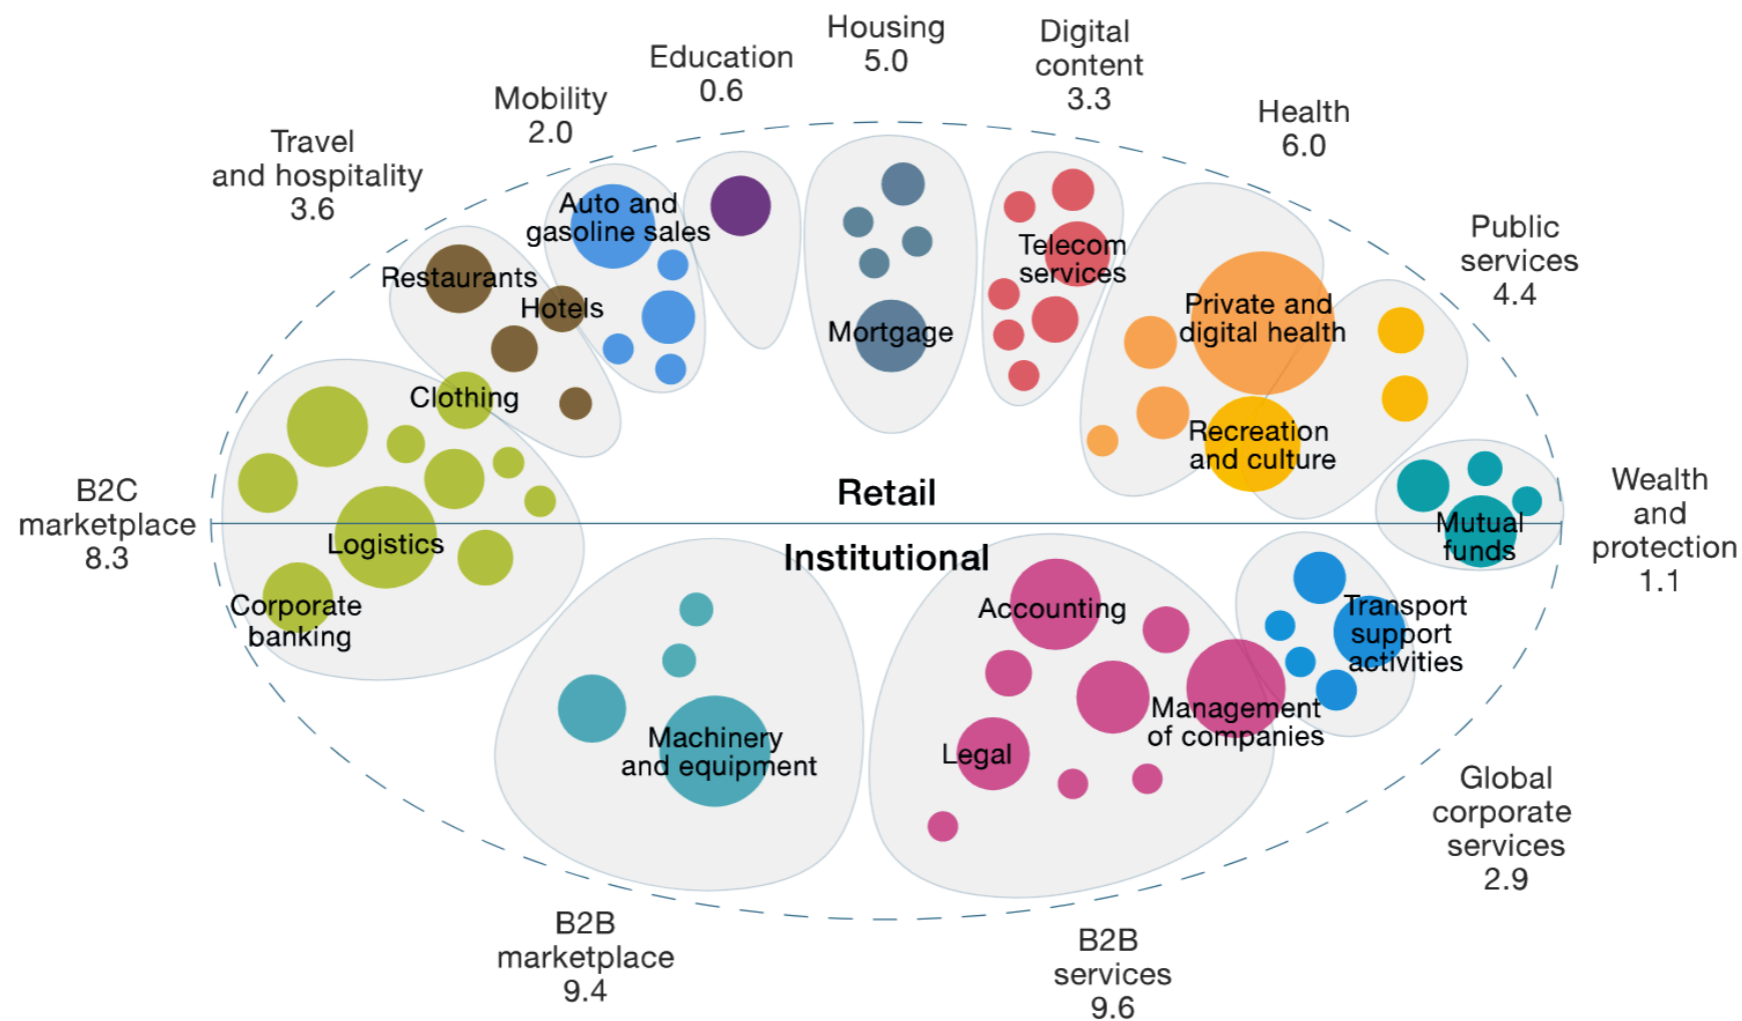 Housing
5.0
Digital
content
3.3
Education
0.6
Mobility
2.0
Health
6.0
Travel
and hospitality
3.6
Public
services
4.4
Auto and
gasoline sales
Restaurants
Hotels
Telecom
services
Mortgage
Private and
digital health
Clothing
Recreation
and culture
B2C
marketplace
8.3
Wealth
and
protection
1.1
Retail
Institutional
Logistics
Mutual
funds
Corporate
banking
Accounting
Transport
support
activities
Machinery
and equipment
Legal
Management
of companies
Global
corporate
services
2.9
B2B
marketplace
9.4
B2B
services
9.6